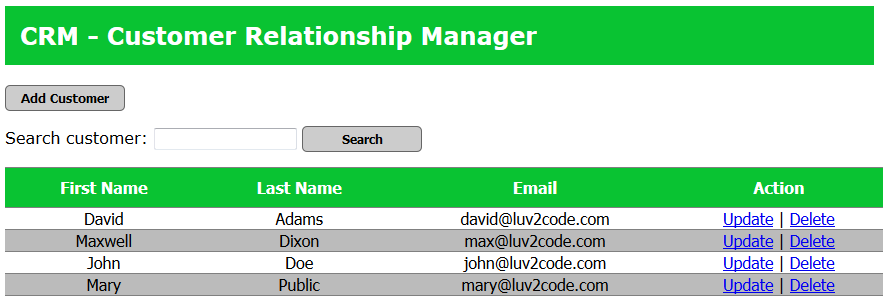 CRM - Customer Relationship Manager
Add Customer
Search customer: Search
First Name Last Name Email Action
David Adams david@luv2code.com Update | Delete
Maxwell Dixon max@luv2code.com Update | Delete
John Doe john@luv2code.com Update | Delete
Mary Public mary@luv2code.com Update | Delete